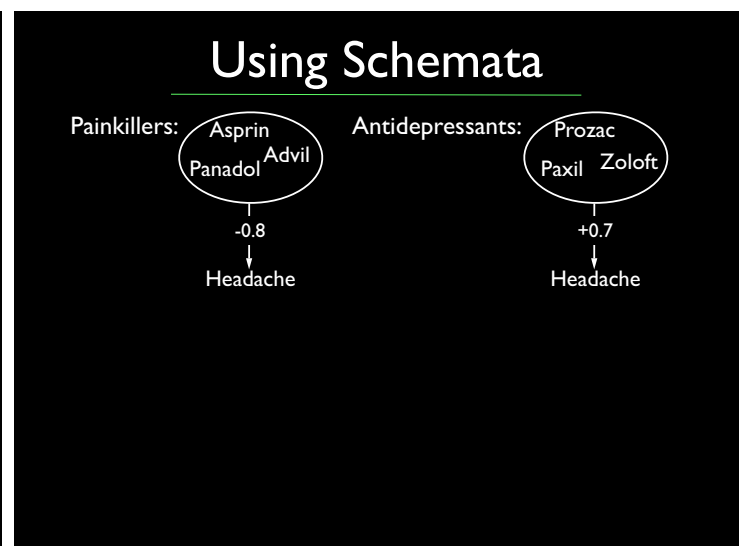 Using Schemata
Painkillers: Asprin Antidepressants: Prozac
Panadol Advil Paxil Zoloft
-0.8 +0.7
Headache Headache